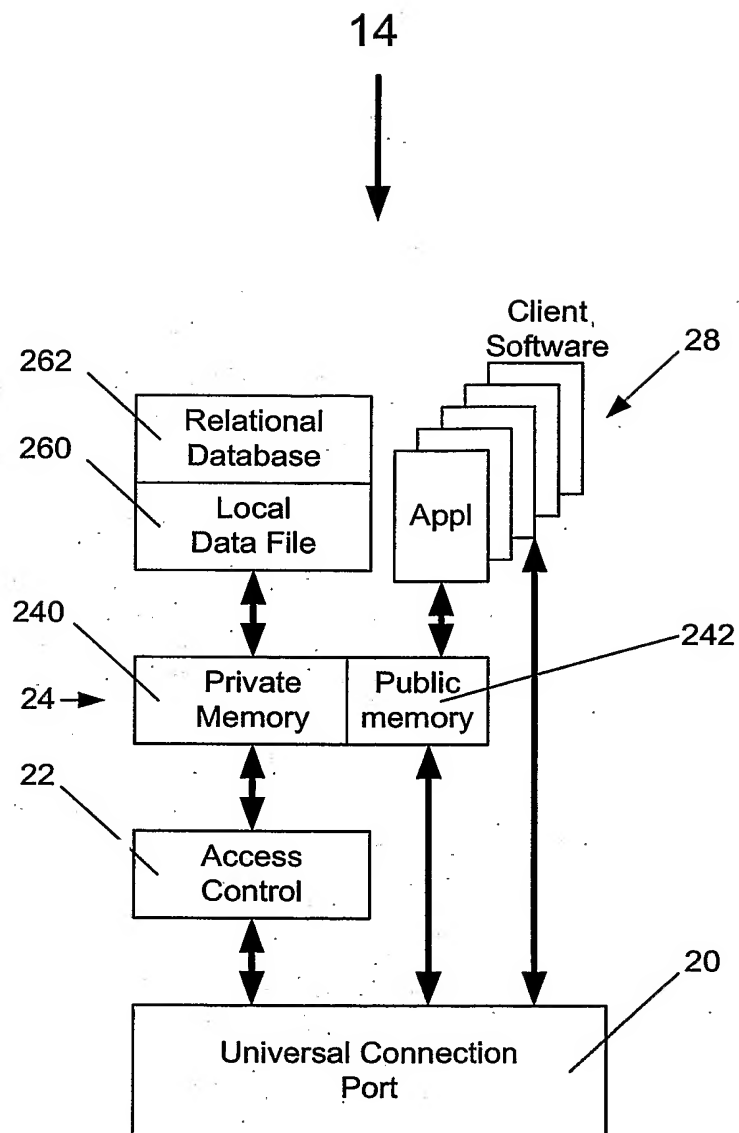 14
Client
Software
28
262
Relational
Database
260
Local
Data File
Appl
240
242
24
Private
Memory
Public
memory
22
Access
Control
20
Universal Connection
Port